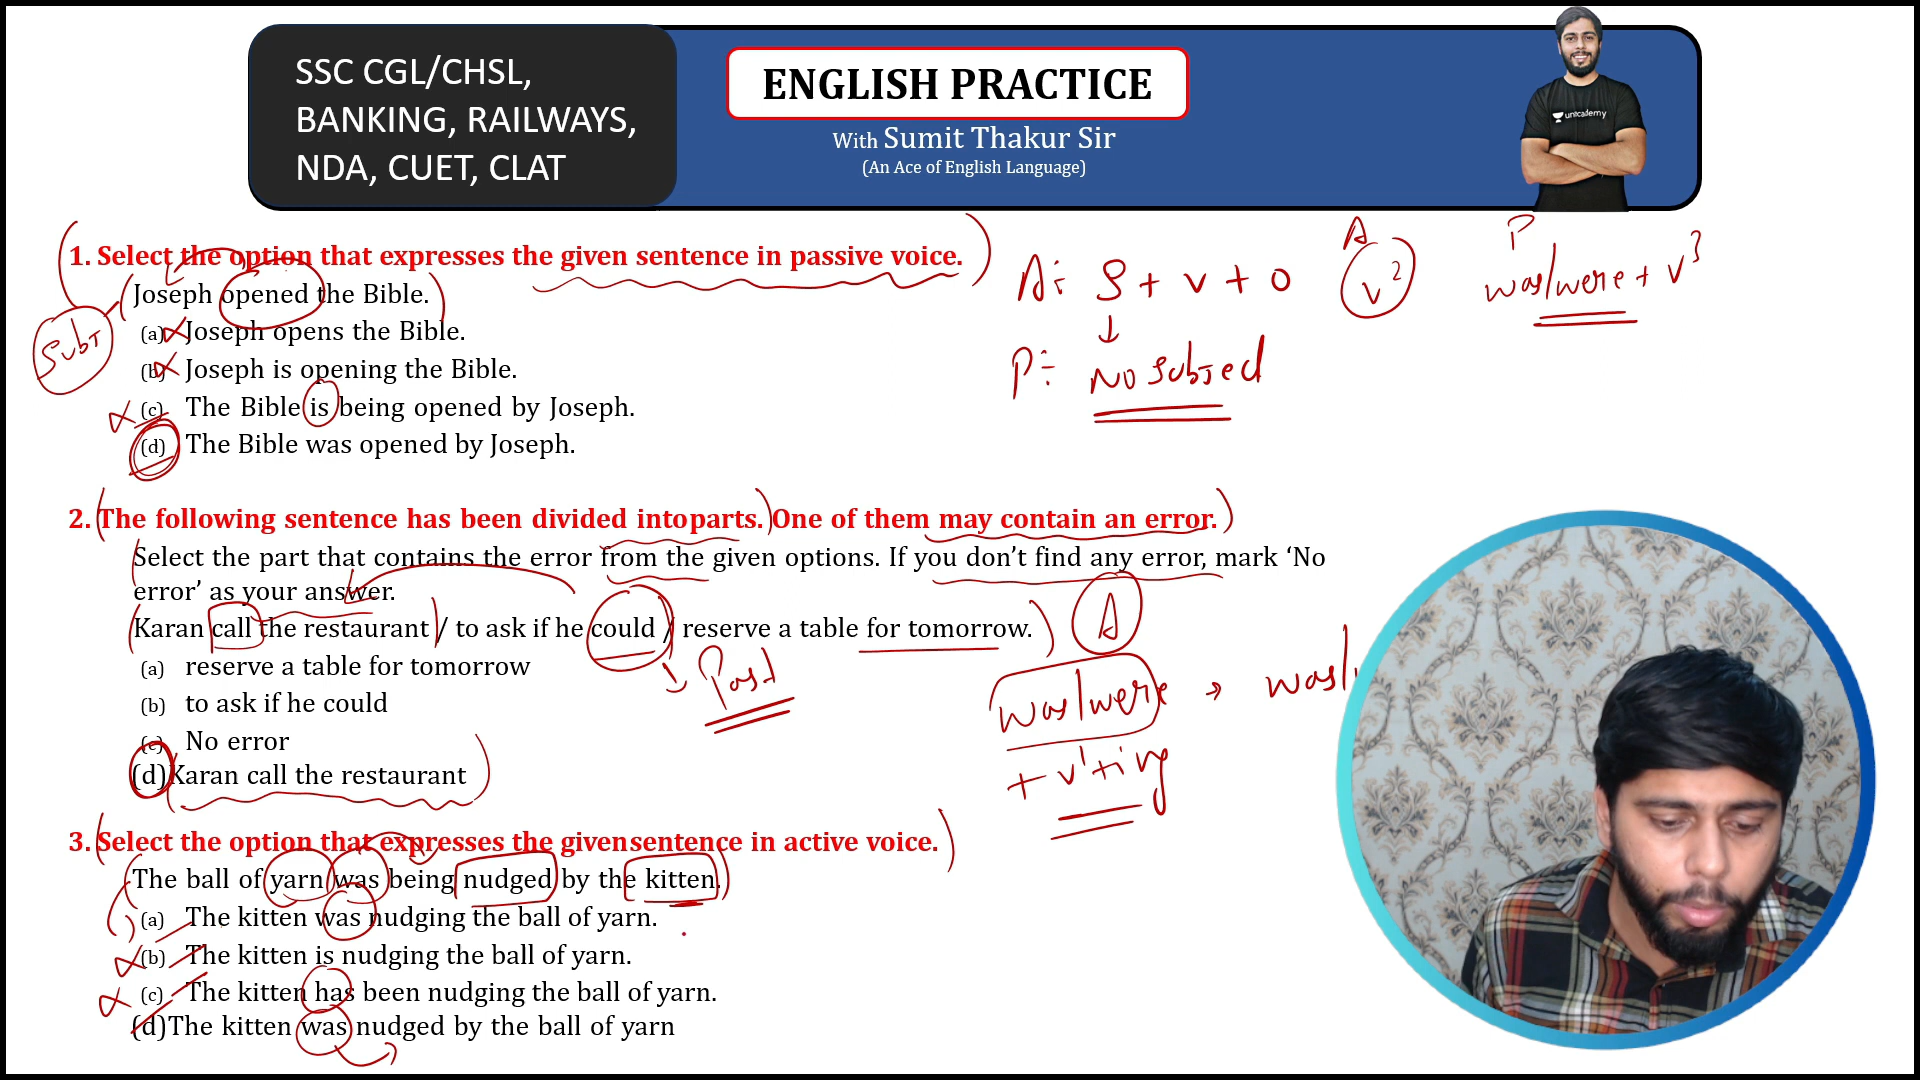 SSC CGL/CHSL,
BANKING, RAILWAYS,
NDA, CUET, CLAT
ENGLISH PRACTICE
With Sumit Thakur Sir
(An Ace of English Language)
unacademy
1. Select the option that expresses the given sentence in passive voice.
Joseph opened the Bible.
(a) Joseph opens the Bible.
(b) Joseph is opening the Bible.
(c) The Bible is being opened by Joseph.
(d) The Bible was opened by Joseph.
SubJ
A:- S + v + o
P:- No Subject
A
v2
P
was/were + v3
2. The following sentence has been divided into parts. One of them may contain an error.
Select the part that contains the error from the given options. If you don’t find any error, mark ‘No
error’ as your answer.
Karan call the restaurant / to ask if he could / reserve a table for tomorrow.
(a) reserve a table for tomorrow
(b) to ask if he could
(c) No error
(d) Karan call the restaurant
Past
A
was/were → was/
+ v1+ing
3. Select the option that expresses the given sentence in active voice.
The ball of yarn was being nudged by the kitten.
(a) The kitten was nudging the ball of yarn.
(b) The kitten is nudging the ball of yarn.
(c) The kitten has been nudging the ball of yarn.
(d)The kitten was nudged by the ball of yarn